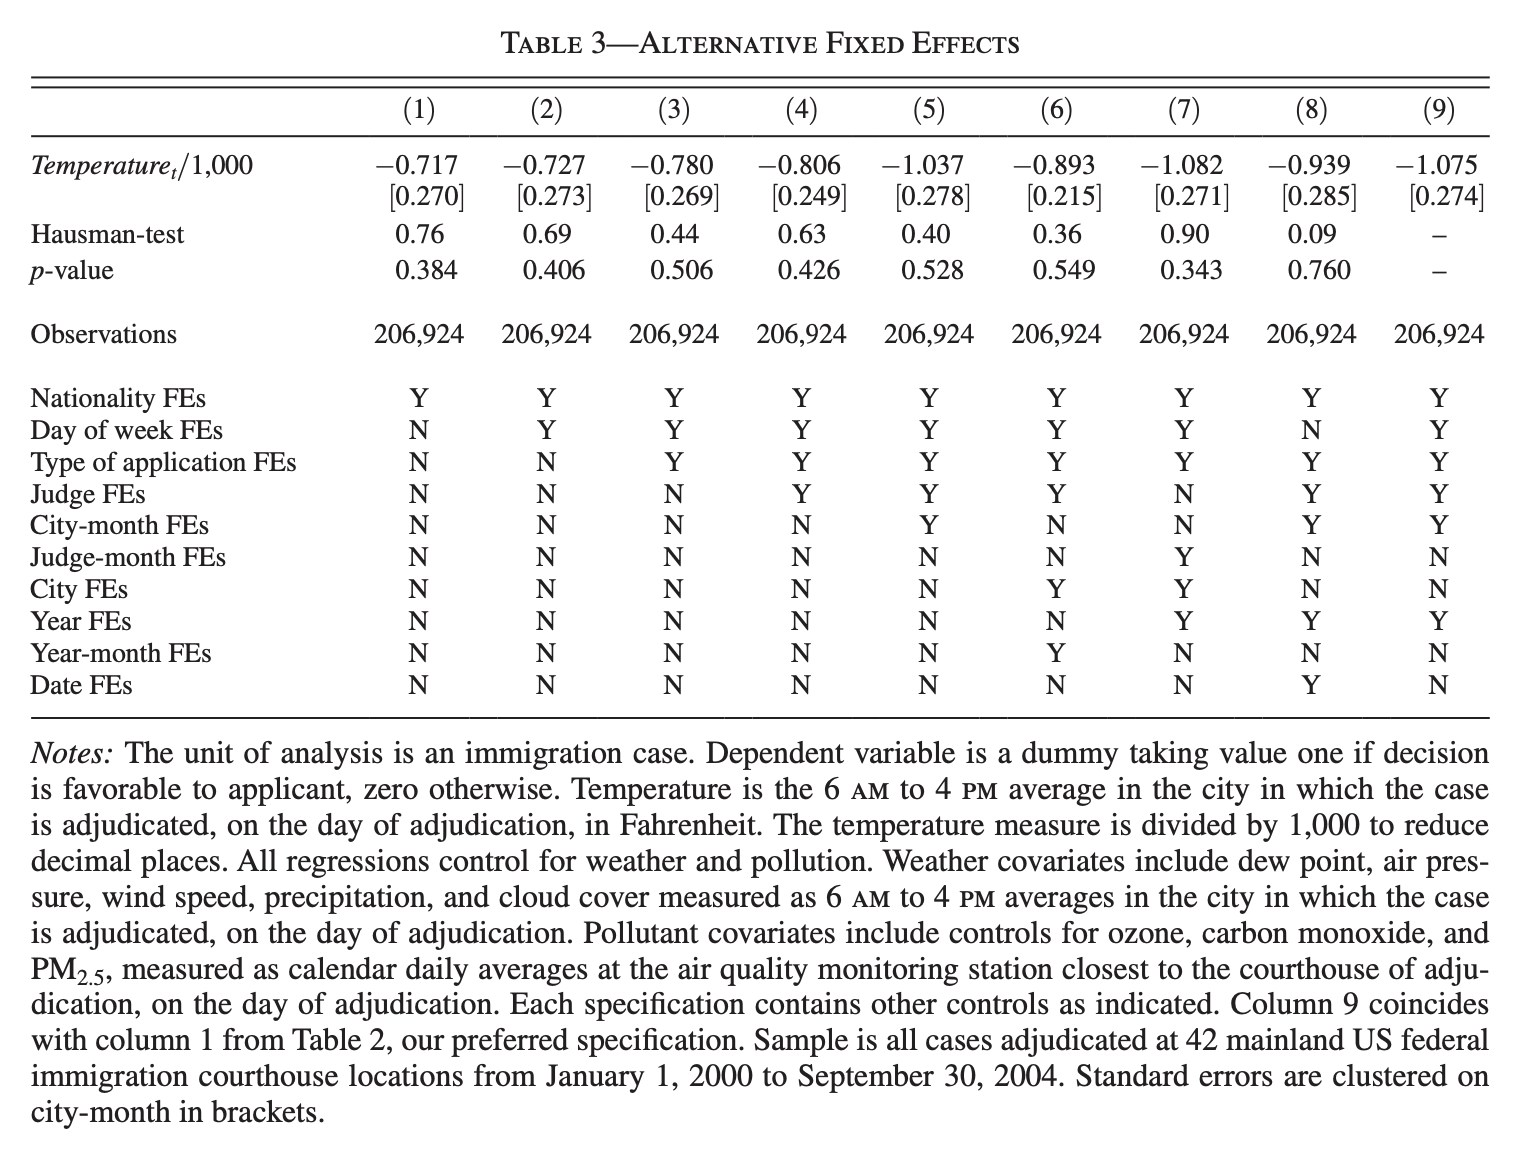 TABLE 3—ALTERNATIVE FIXED EFFECTS
(1) (2) (3) (4) (5) (6) (7) (8) (9)
Temperatureₜ/1,000 −0.717 −0.727 −0.780 −0.806 −1.037 −0.893 −1.082 −0.939 −1.075
[0.270] [0.273] [0.269] [0.249] [0.278] [0.215] [0.271] [0.285] [0.274]
Hausman-test 0.76 0.69 0.44 0.63 0.40 0.36 0.90 0.09 –
p-value 0.384 0.406 0.506 0.426 0.528 0.549 0.343 0.760 –
Observations 206,924 206,924 206,924 206,924 206,924 206,924 206,924 206,924 206,924
Nationality FEs Y Y Y Y Y Y Y Y Y
Day of week FEs N Y Y Y Y Y Y N Y
Type of application FEs N N Y Y Y Y Y Y Y
Judge FEs N N N Y Y Y N Y Y
City-month FEs N N N N Y N N Y Y
Judge-month FEs N N N N N N Y N N
City FEs N N N N N Y Y N N
Year FEs N N N N N N Y Y Y
Year-month FEs N N N N N Y N N N
Date FEs N N N N N N N Y N
Notes: The unit of analysis is an immigration case. Dependent variable is a dummy taking value one if decision
is favorable to applicant, zero otherwise. Temperature is the 6 AM to 4 PM average in the city in which the case
is adjudicated, on the day of adjudication, in Fahrenheit. The temperature measure is divided by 1,000 to reduce
decimal places. All regressions control for weather and pollution. Weather covariates include dew point, air pres-
sure, wind speed, precipitation, and cloud cover measured as 6 AM to 4 PM averages in the city in which the case
is adjudicated, on the day of adjudication. Pollutant covariates include controls for ozone, carbon monoxide, and
PM₂.₅, measured as calendar daily averages at the air quality monitoring station closest to the courthouse of adju-
dication, on the day of adjudication. Each specification contains other controls as indicated. Column 9 coincides
with column 1 from Table 2, our preferred specification. Sample is all cases adjudicated at 42 mainland US federal
immigration courthouse locations from January 1, 2000 to September 30, 2004. Standard errors are clustered on
city-month in brackets.